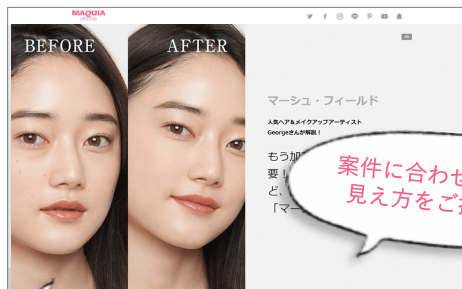 MAQUIA
BEFORE
AFTER
マーシュ・フィールド
人気ヘア＆メイクアップアーティスト
Georgeさんが解説！
もう加
要！
ど、
「マー
案件に合わせ
見え方をご